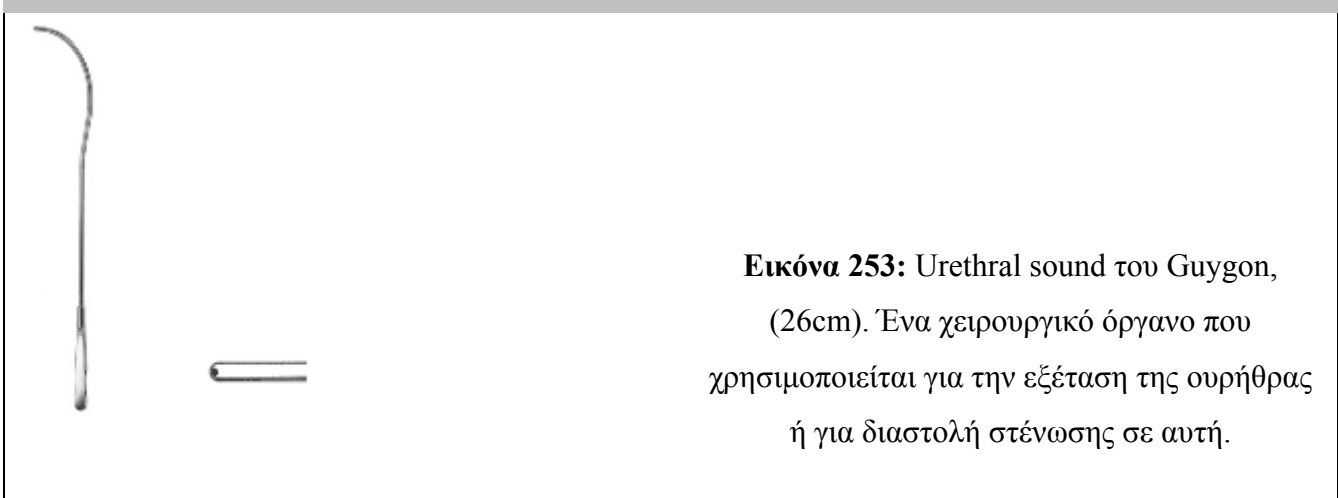 Εικόνα 253: Urethral sound του Guygon,
(26cm). Ένα χειρουργικό όργανο που
χρησιμοποιείται για την εξέταση της ουρήθρας
ή για διαστολή στένωσης σε αυτή.